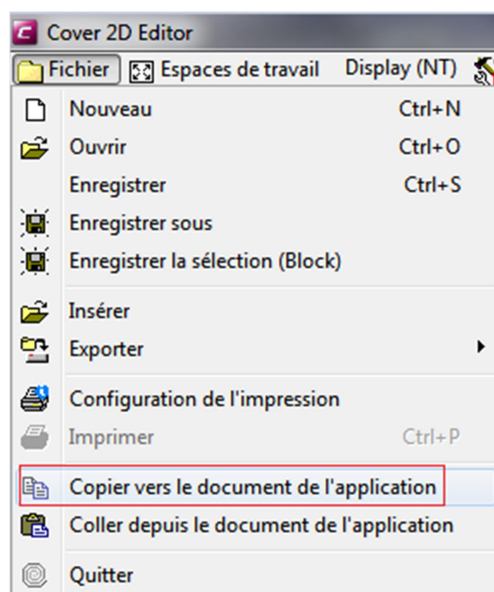 Cover 2D Editor
Fichier Espaces de travail Display (NT)
Nouveau Ctrl+N
Ouvrir Ctrl+O
Enregistrer Ctrl+S
Enregistrer sous
Enregistrer la sélection (Block)
Insérer
Exporter
Configuration de l'impression
Imprimer Ctrl+P
Copier vers le document de l'application
Coller depuis le document de l'application
Quitter